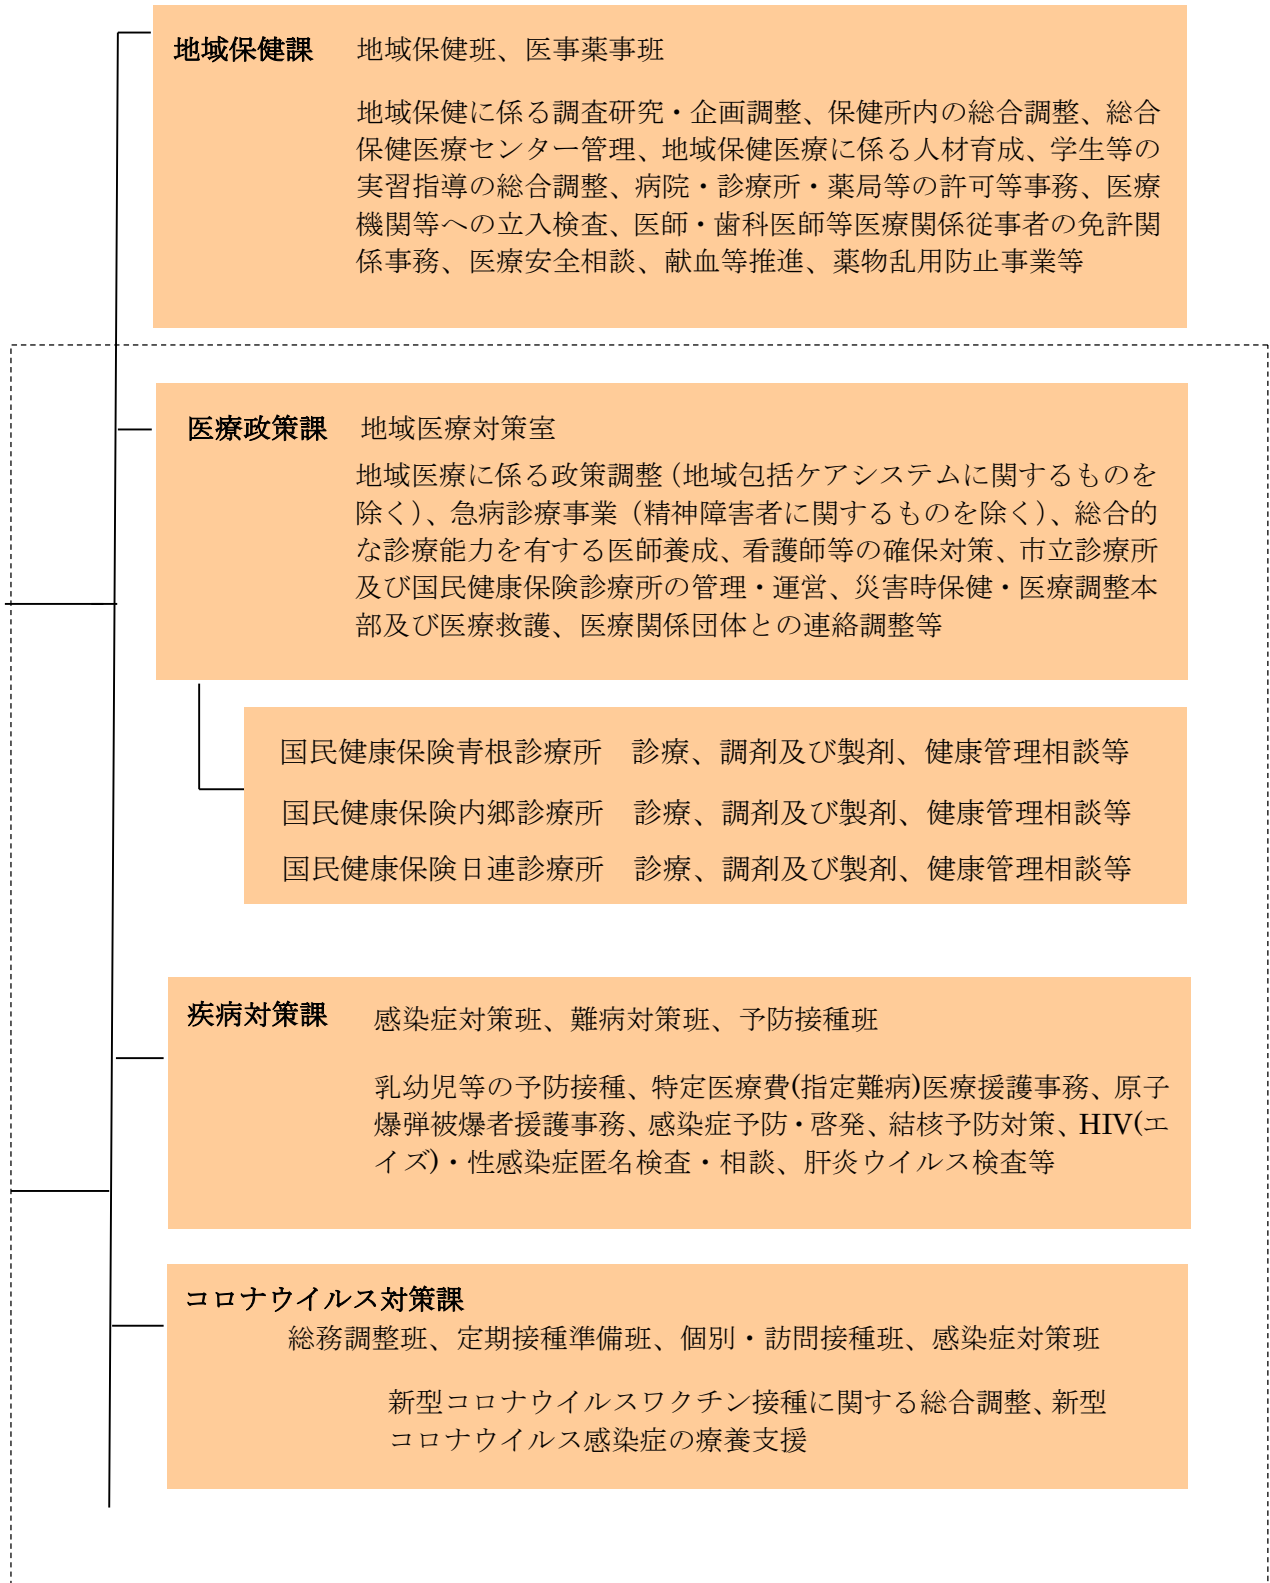 地域保健課　地域保健班、医事薬事班
地域保健に係る調査研究・企画調整、保健所内の総合調整、総合
保健医療センター管理、地域保健医療に係る人材育成、学生等の
実習指導の総合調整、病院・診療所・薬局等の許可等事務、医療
機関等への立入検査、医師・歯科医師等医療関係従事者の免許関
係事務、医療安全相談、献血等推進、薬物乱用防止事業等
医療政策課　地域医療対策室
地域医療に係る政策調整（地域包括ケアシステムに関するものを
除く）、急病診療事業（精神障害者に関するものを除く）、総合的
な診療能力を有する医師養成、看護師等の確保対策、市立診療所
及び国民健康保険診療所の管理・運営、災害時保健・医療調整本
部及び医療救護、医療関係団体との連絡調整等
国民健康保険青根診療所　診療、調剤及び製剤、健康管理相談等
国民健康保険内郷診療所　診療、調剤及び製剤、健康管理相談等
国民健康保険日連診療所　診療、調剤及び製剤、健康管理相談等
疾病対策課　感染症対策班、難病対策班、予防接種班
乳幼児等の予防接種、特定医療費(指定難病)医療援護事務、原子
爆弾被爆者援護事務、感染症予防・啓発、結核予防対策、HIV(エ
イズ)・性感染症匿名検査・相談、肝炎ウイルス検査等
コロナウイルス対策課
総務調整班、定期接種準備班、個別・訪問接種班、感染症対策班
新型コロナウイルスワクチン接種に関する総合調整、新型
コロナウイルス感染症の療養支援